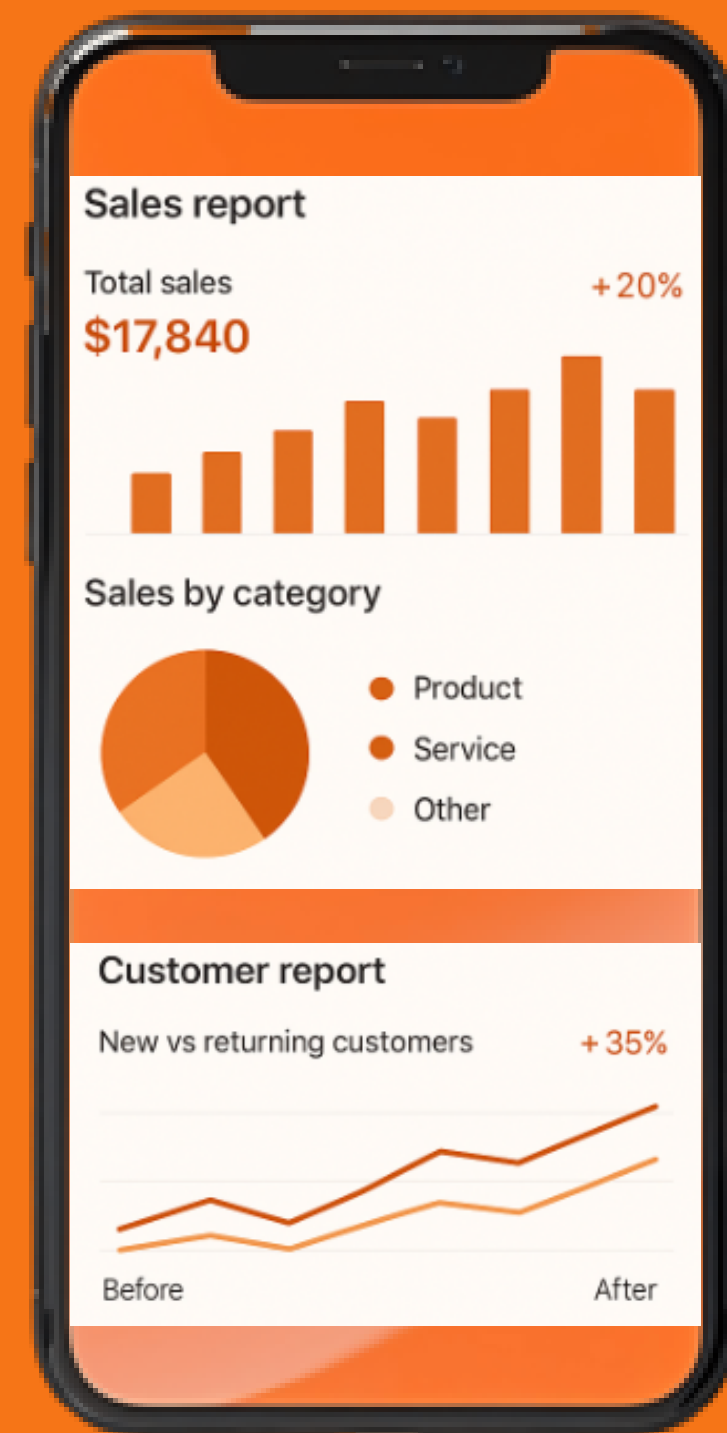 Sales report
Total sales
+20%
$17,840
Sales by category
Product
Service
Other
Customer report
New vs returning customers
+35%
Before
After